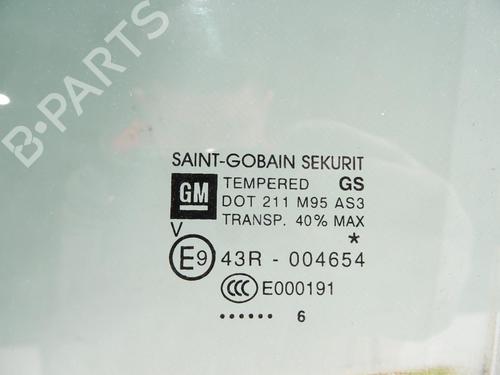 B-PARTS
SAINT-GOBAIN SEKURIT
GM TEMPERED GS
DOT 211 M95 AS3
TRANSP. 40% MAX
V *
E9 43R - 004654
CCC E000191
...... 6